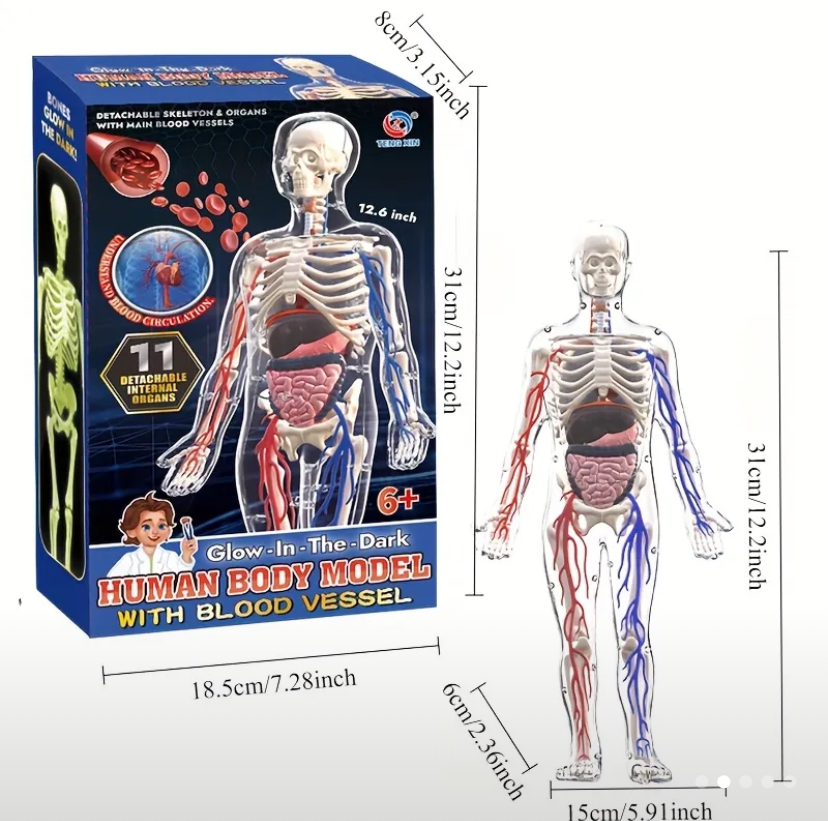 8cm/3.15inch
Glow-In-The-Dark
HUMAN BODY MODEL
WITH BLOOD VESSEL
BONES
GLOW IN
THE DARK!
DETACHABLE SKELETON & ORGANS
WITH MAIN BLOOD VESSELS
®
TENG XIN
12.6 inch
UNDERSTAND BLOOD CIRCULATION.
11
DETACHABLE
INTERNAL
ORGANS
6+
Glow-In-The-Dark
HUMAN BODY MODEL
WITH BLOOD VESSEL
31cm/12.2inch
18.5cm/7.28inch
31cm/12.2inch
6cm/2.36inch
15cm/5.91inch